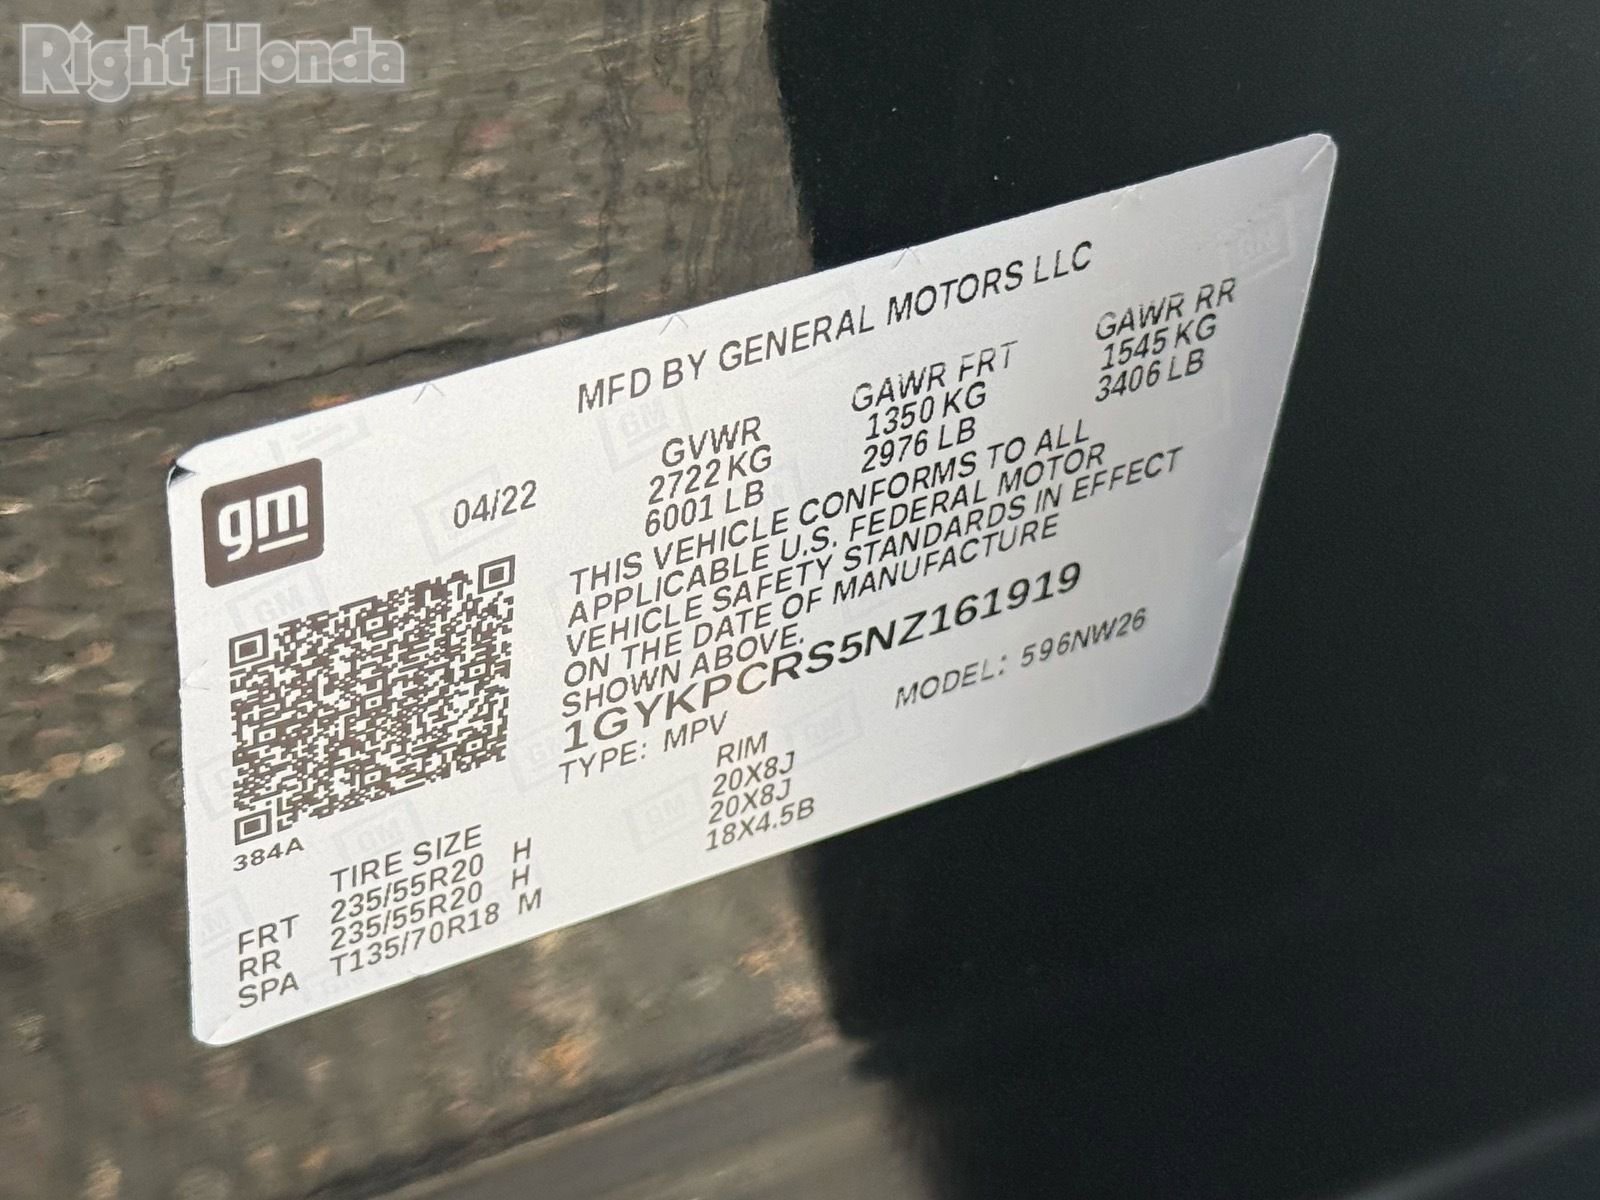 Right Honda
MFD BY GENERAL MOTORS LLC
gm
04/22
GVWR
2722 KG
6001 LB
GAWR FRT
1350 KG
2976 LB
GAWR RR
1545 KG
3406 LB
THIS VEHICLE CONFORMS TO ALL
APPLICABLE U.S. FEDERAL MOTOR
VEHICLE SAFETY STANDARDS IN EFFECT
ON THE DATE OF MANUFACTURE
SHOWN ABOVE.
1GYKPCRS5NZ161919
TYPE: MPV
MODEL: 596NW26
384A
TIRE SIZE
RIM
FRT 235/55R20 H 20X8J
RR 235/55R20 H 20X8J
SPA T135/70R18 M 18X4.5B